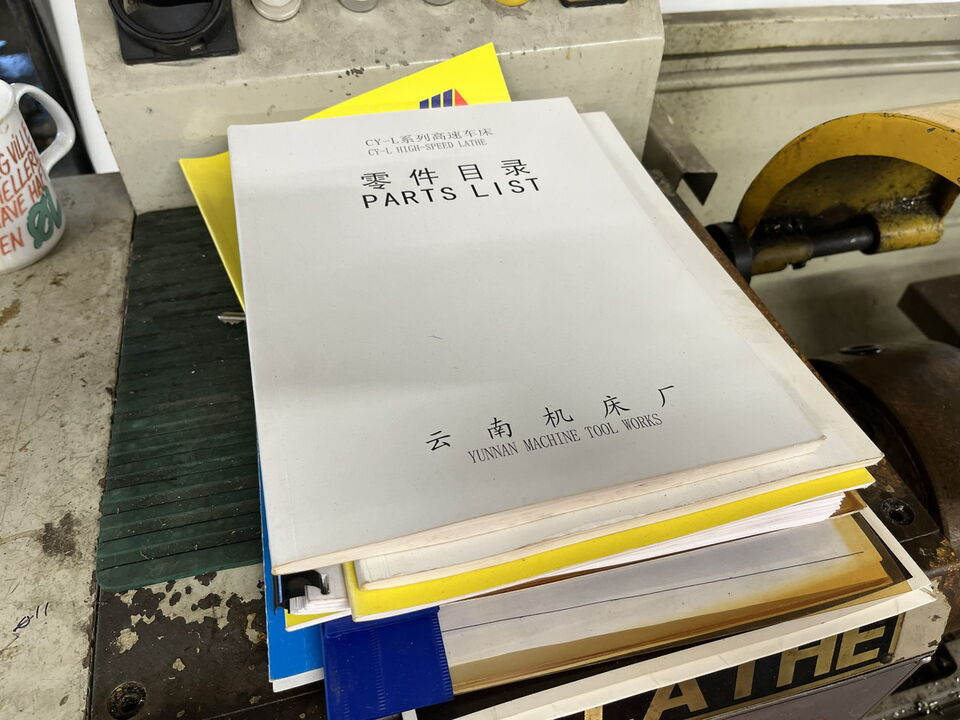 CY-L系列高速车床
CY-L HIGH-SPEED LATHE
零件目录
PARTS LIST
云南机床厂
YUNNAN MACHINE TOOL WORKS
LATHE